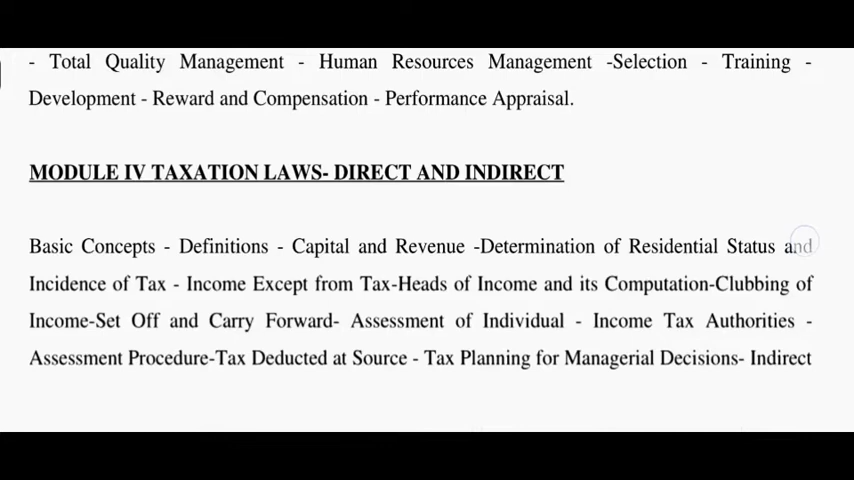 - Total Quality Management - Human Resources Management -Selection - Training -
Development - Reward and Compensation - Performance Appraisal.
MODULE IV TAXATION LAWS- DIRECT AND INDIRECT
Basic Concepts - Definitions - Capital and Revenue -Determination of Residential Status and
Incidence of Tax - Income Except from Tax-Heads of Income and its Computation-Clubbing of
Income-Set Off and Carry Forward- Assessment of Individual - Income Tax Authorities -
Assessment Procedure-Tax Deducted at Source - Tax Planning for Managerial Decisions- Indirect